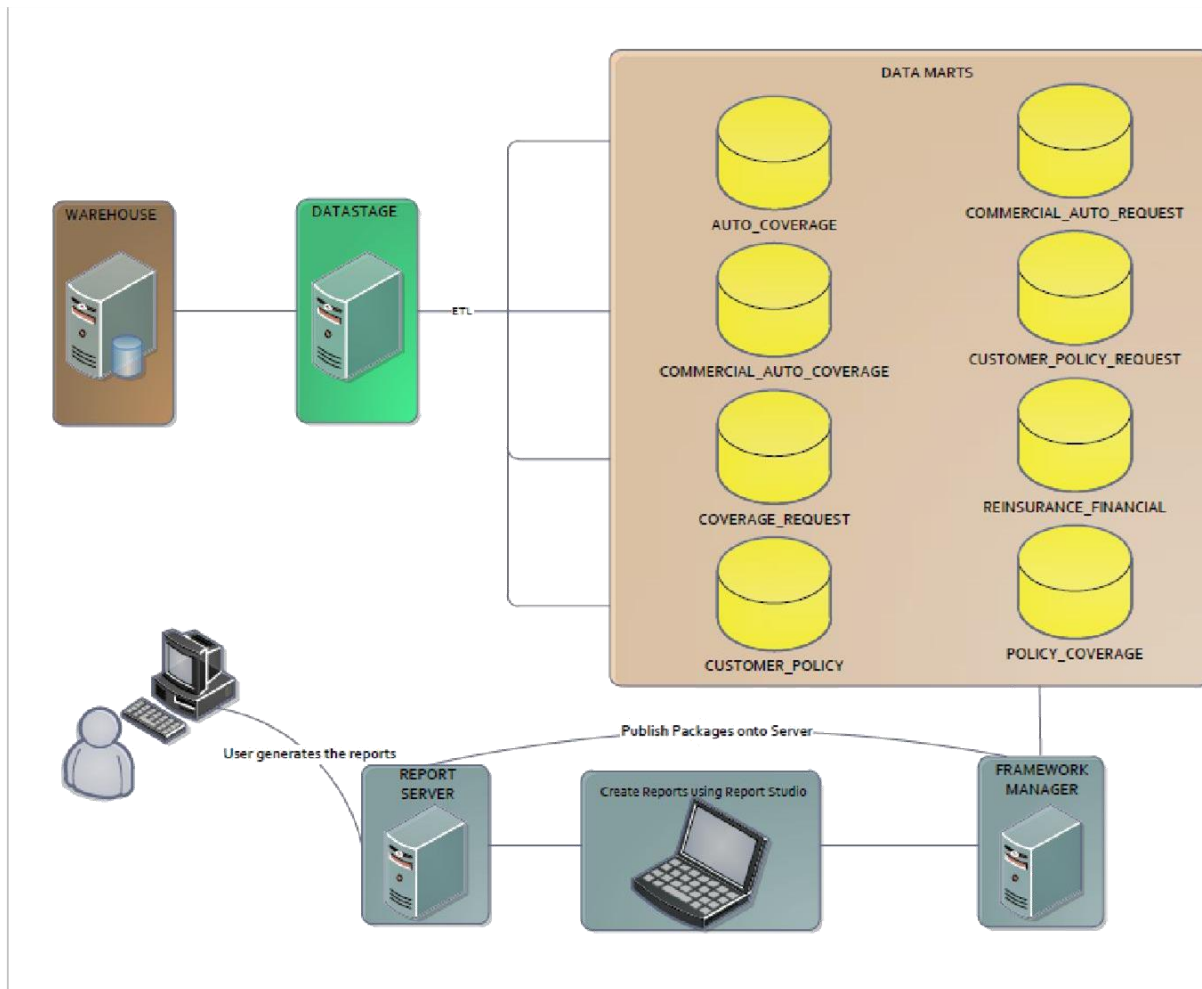 DATA MARTS
WAREHOUSE
DATASTAGE
ETL
AUTO_COVERAGE
COMMERCIAL_AUTO_REQUEST
COMMERCIAL_AUTO_COVERAGE
CUSTOMER_POLICY_REQUEST
COVERAGE_REQUEST
REINSURANCE_FINANCIAL
CUSTOMER_POLICY
POLICY_COVERAGE
Publish Packages onto Server
User generates the reports
REPORT
SERVER
Create Reports using Report Studio
FRAMEWORK
MANAGER